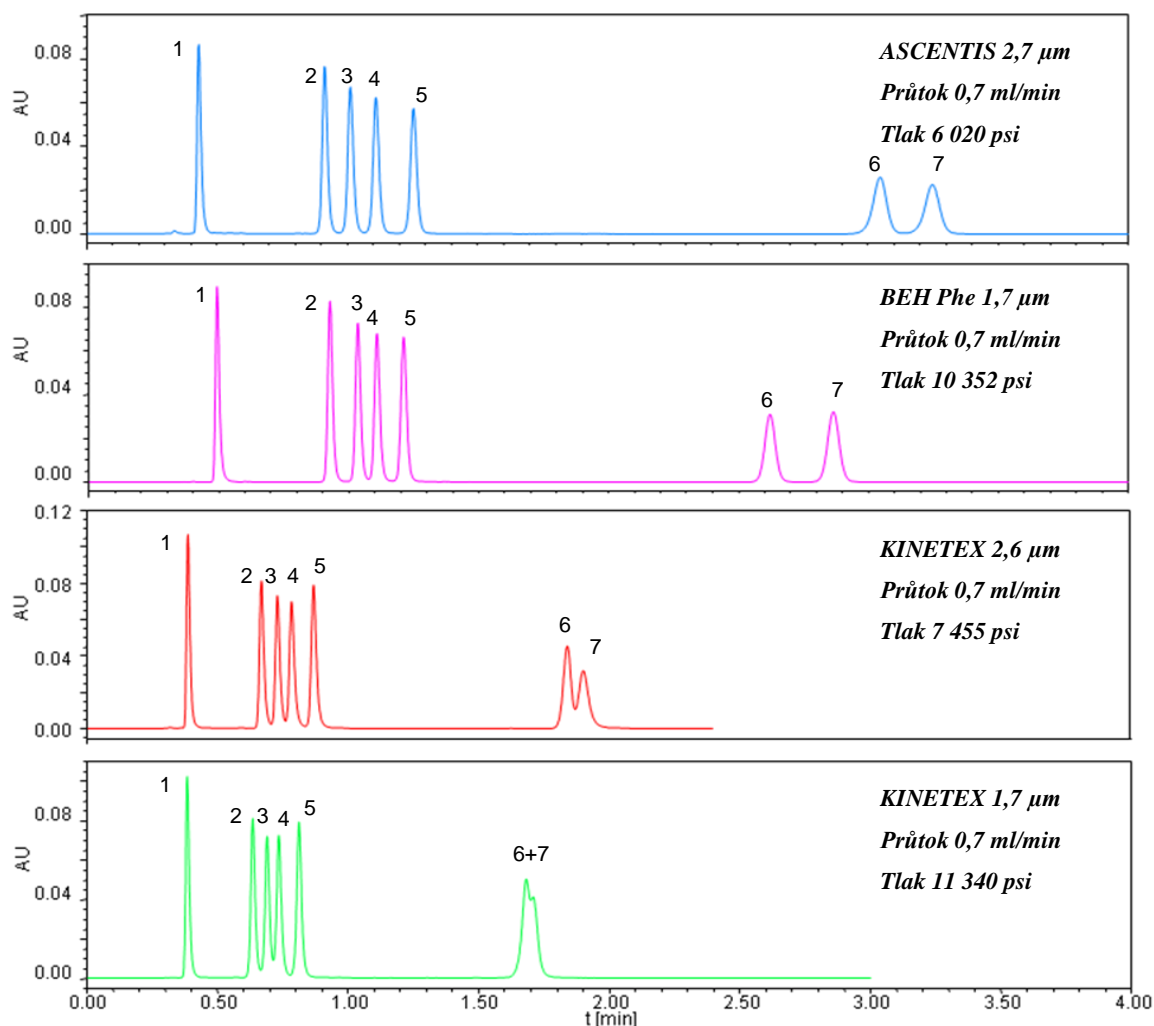 0.08
0.04
0.00
AU
1
2
3
4
5
6
7
ASCENTIS 2,7 µm
Průtok 0,7 ml/min
Tlak 6 020 psi
0.08
0.04
0.00
AU
1
2
3
4
5
6
7
BEH Phe 1,7 µm
Průtok 0,7 ml/min
Tlak 10 352 psi
0.12
0.08
0.04
0.00
AU
1
2
3
4
5
6
7
KINETEX 2,6 µm
Průtok 0,7 ml/min
Tlak 7 455 psi
0.08
0.04
0.00
AU
1
2
3
4
5
6+7
KINETEX 1,7 µm
Průtok 0,7 ml/min
Tlak 11 340 psi
0.00 0.50 1.00 1.50 2.00 2.50 3.00 3.50 4.00
t [min]